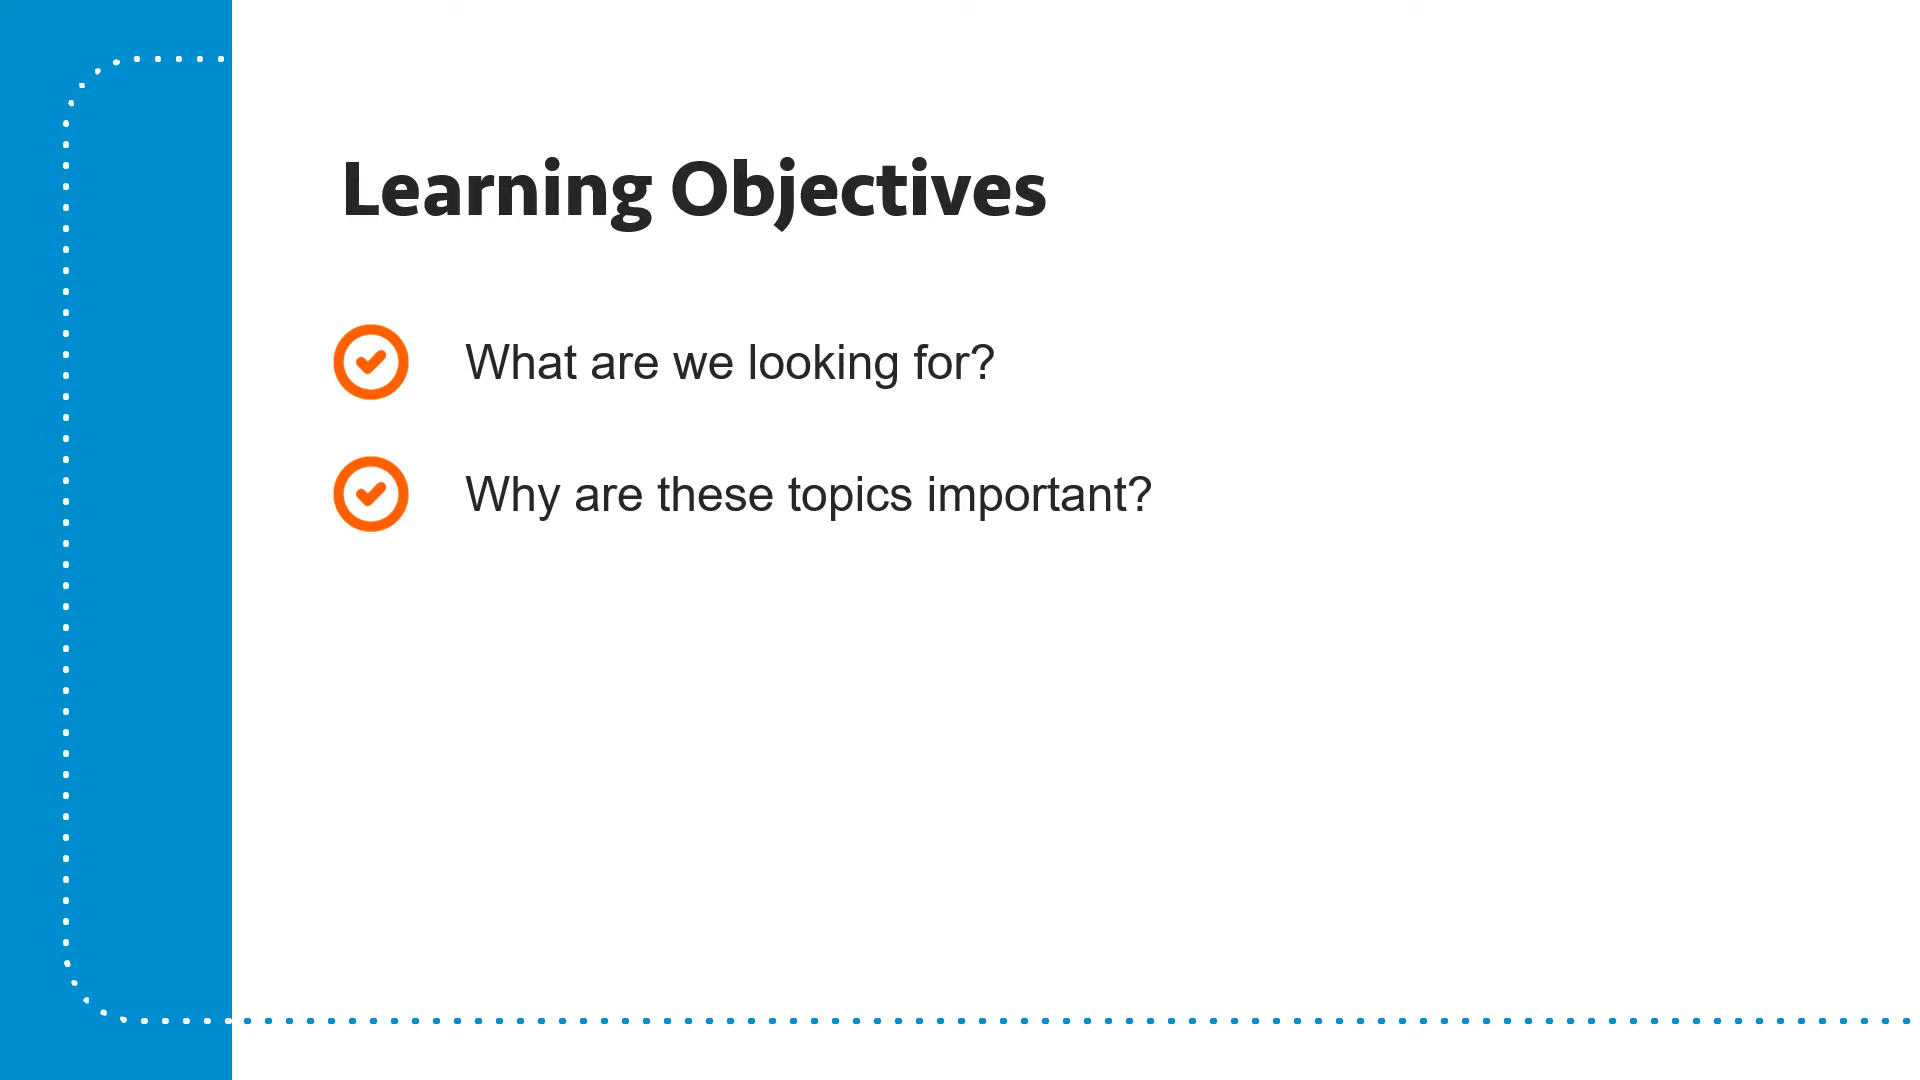 Learning Objectives
What are we looking for?
Why are these topics important?